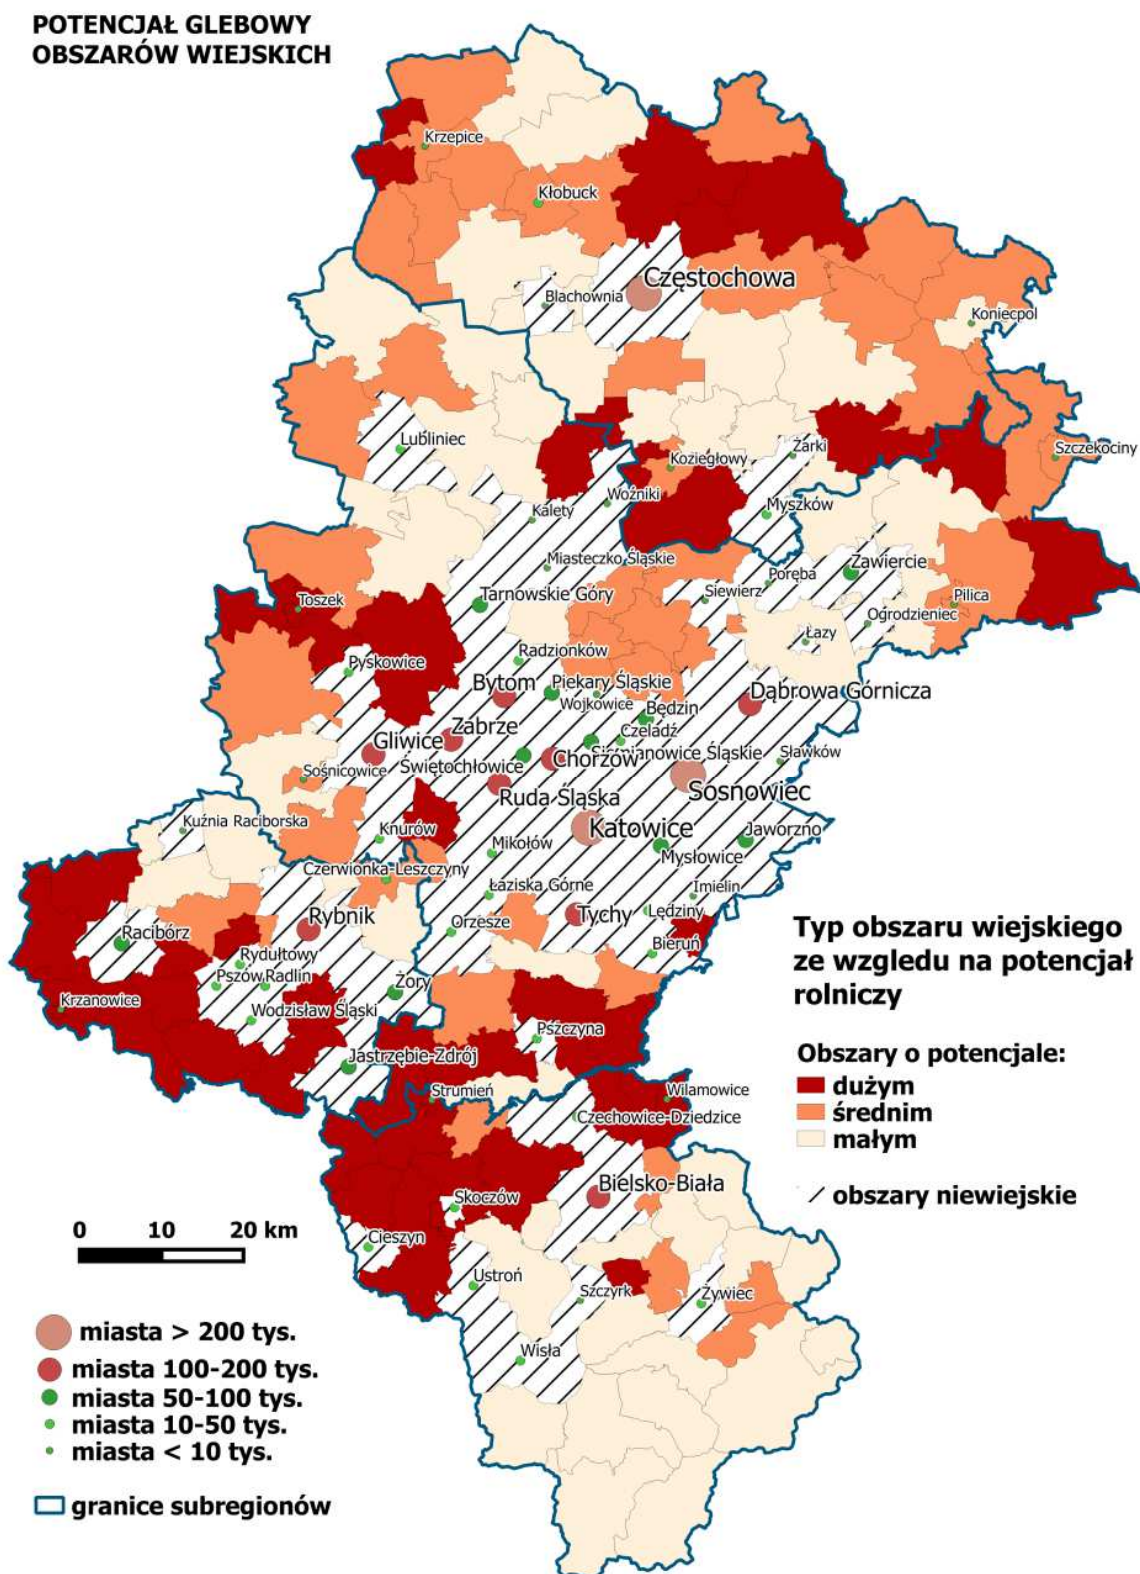 POTENCJAŁ GLEBOWY
OBSZARÓW WIEJSKICH
Krzepice
Kłobuck
Częstochowa
Blachownia
Koniecpol
Lubliniec
Szczekociny
Żarki
Koziegłowy
Woźniki
Myszków
Kalety
Miasteczko Śląskie
Zawiercie
Poręba
Siewierz
Pilica
Toszek
Tarnowskie Góry
Ogrodzieniec
Łazy
Radzionków
Pyskowice
Piekary Śląskie
Bytom
Dąbrowa Górnicza
Wojkowice
Będzin
Czeladź
Zabrze
Gliwice
Siemianowice Śląskie
Sławków
Chorzów
Świętochłowice
Sośnicowice
Sosnowiec
Ruda Śląska
Kuźnia Raciborska
Katowice
Jaworzno
Knurów
Mikołów
Mysłowice
Czerwionka-Leszczyny
Łaziska Górne
Imielin
Rybnik
Tychy
Lędziny
Orzesze
Racibórz
Bieruń
Rydułtowy
Pszów
Radlin
Żory
Krzanowice
Wodzisław Śląski
Pszczyna
Jastrzębie-Zdrój
Strumień
Wilamowice
Czechowice-Dziedzice
Bielsko-Biała
Skoczów
Cieszyn
Ustroń
Szczyrk
Żywiec
Wisła
Typ obszaru wiejskiego
ze wzgledu na potencjał
rolniczy
Obszary o potencjale:
dużym
średnim
małym
obszary niewiejskie
0 10 20 km
miasta > 200 tys.
miasta 100-200 tys.
miasta 50-100 tys.
miasta 10-50 tys.
miasta < 10 tys.
granice subregionów